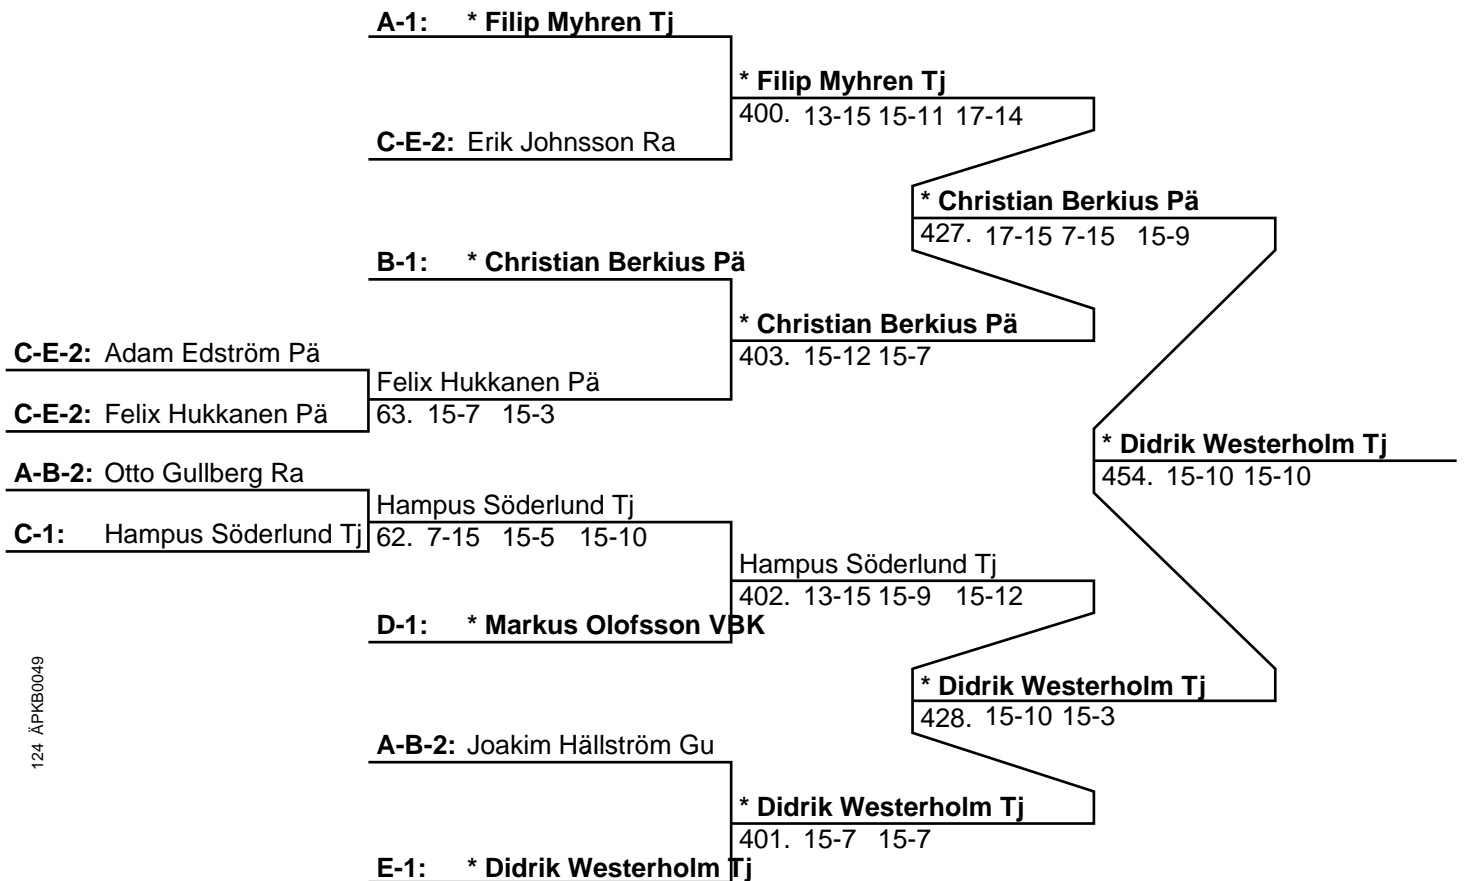 A-1: * Filip Myhren Tj
* Filip Myhren Tj
400. 13-15 15-11 17-14
C-E-2: Erik Johnsson Ra
* Christian Berkius Pä
427. 17-15 7-15 15-9
B-1: * Christian Berkius Pä
* Christian Berkius Pä
403. 15-12 15-7
C-E-2: Adam Edström Pä
Felix Hukkanen Pä
63. 15-7 15-3
C-E-2: Felix Hukkanen Pä
* Didrik Westerholm Tj
454. 15-10 15-10
A-B-2: Otto Gullberg Ra
Hampus Söderlund Tj
62. 7-15 15-5 15-10
C-1: Hampus Söderlund Tj
Hampus Söderlund Tj
402. 13-15 15-9 15-12
D-1: * Markus Olofsson VBK
* Didrik Westerholm Tj
428. 15-10 15-3
A-B-2: Joakim Hällström Gu
* Didrik Westerholm Tj
401. 15-7 15-7
E-1: * Didrik Westerholm Tj
124 ÄPKB0049